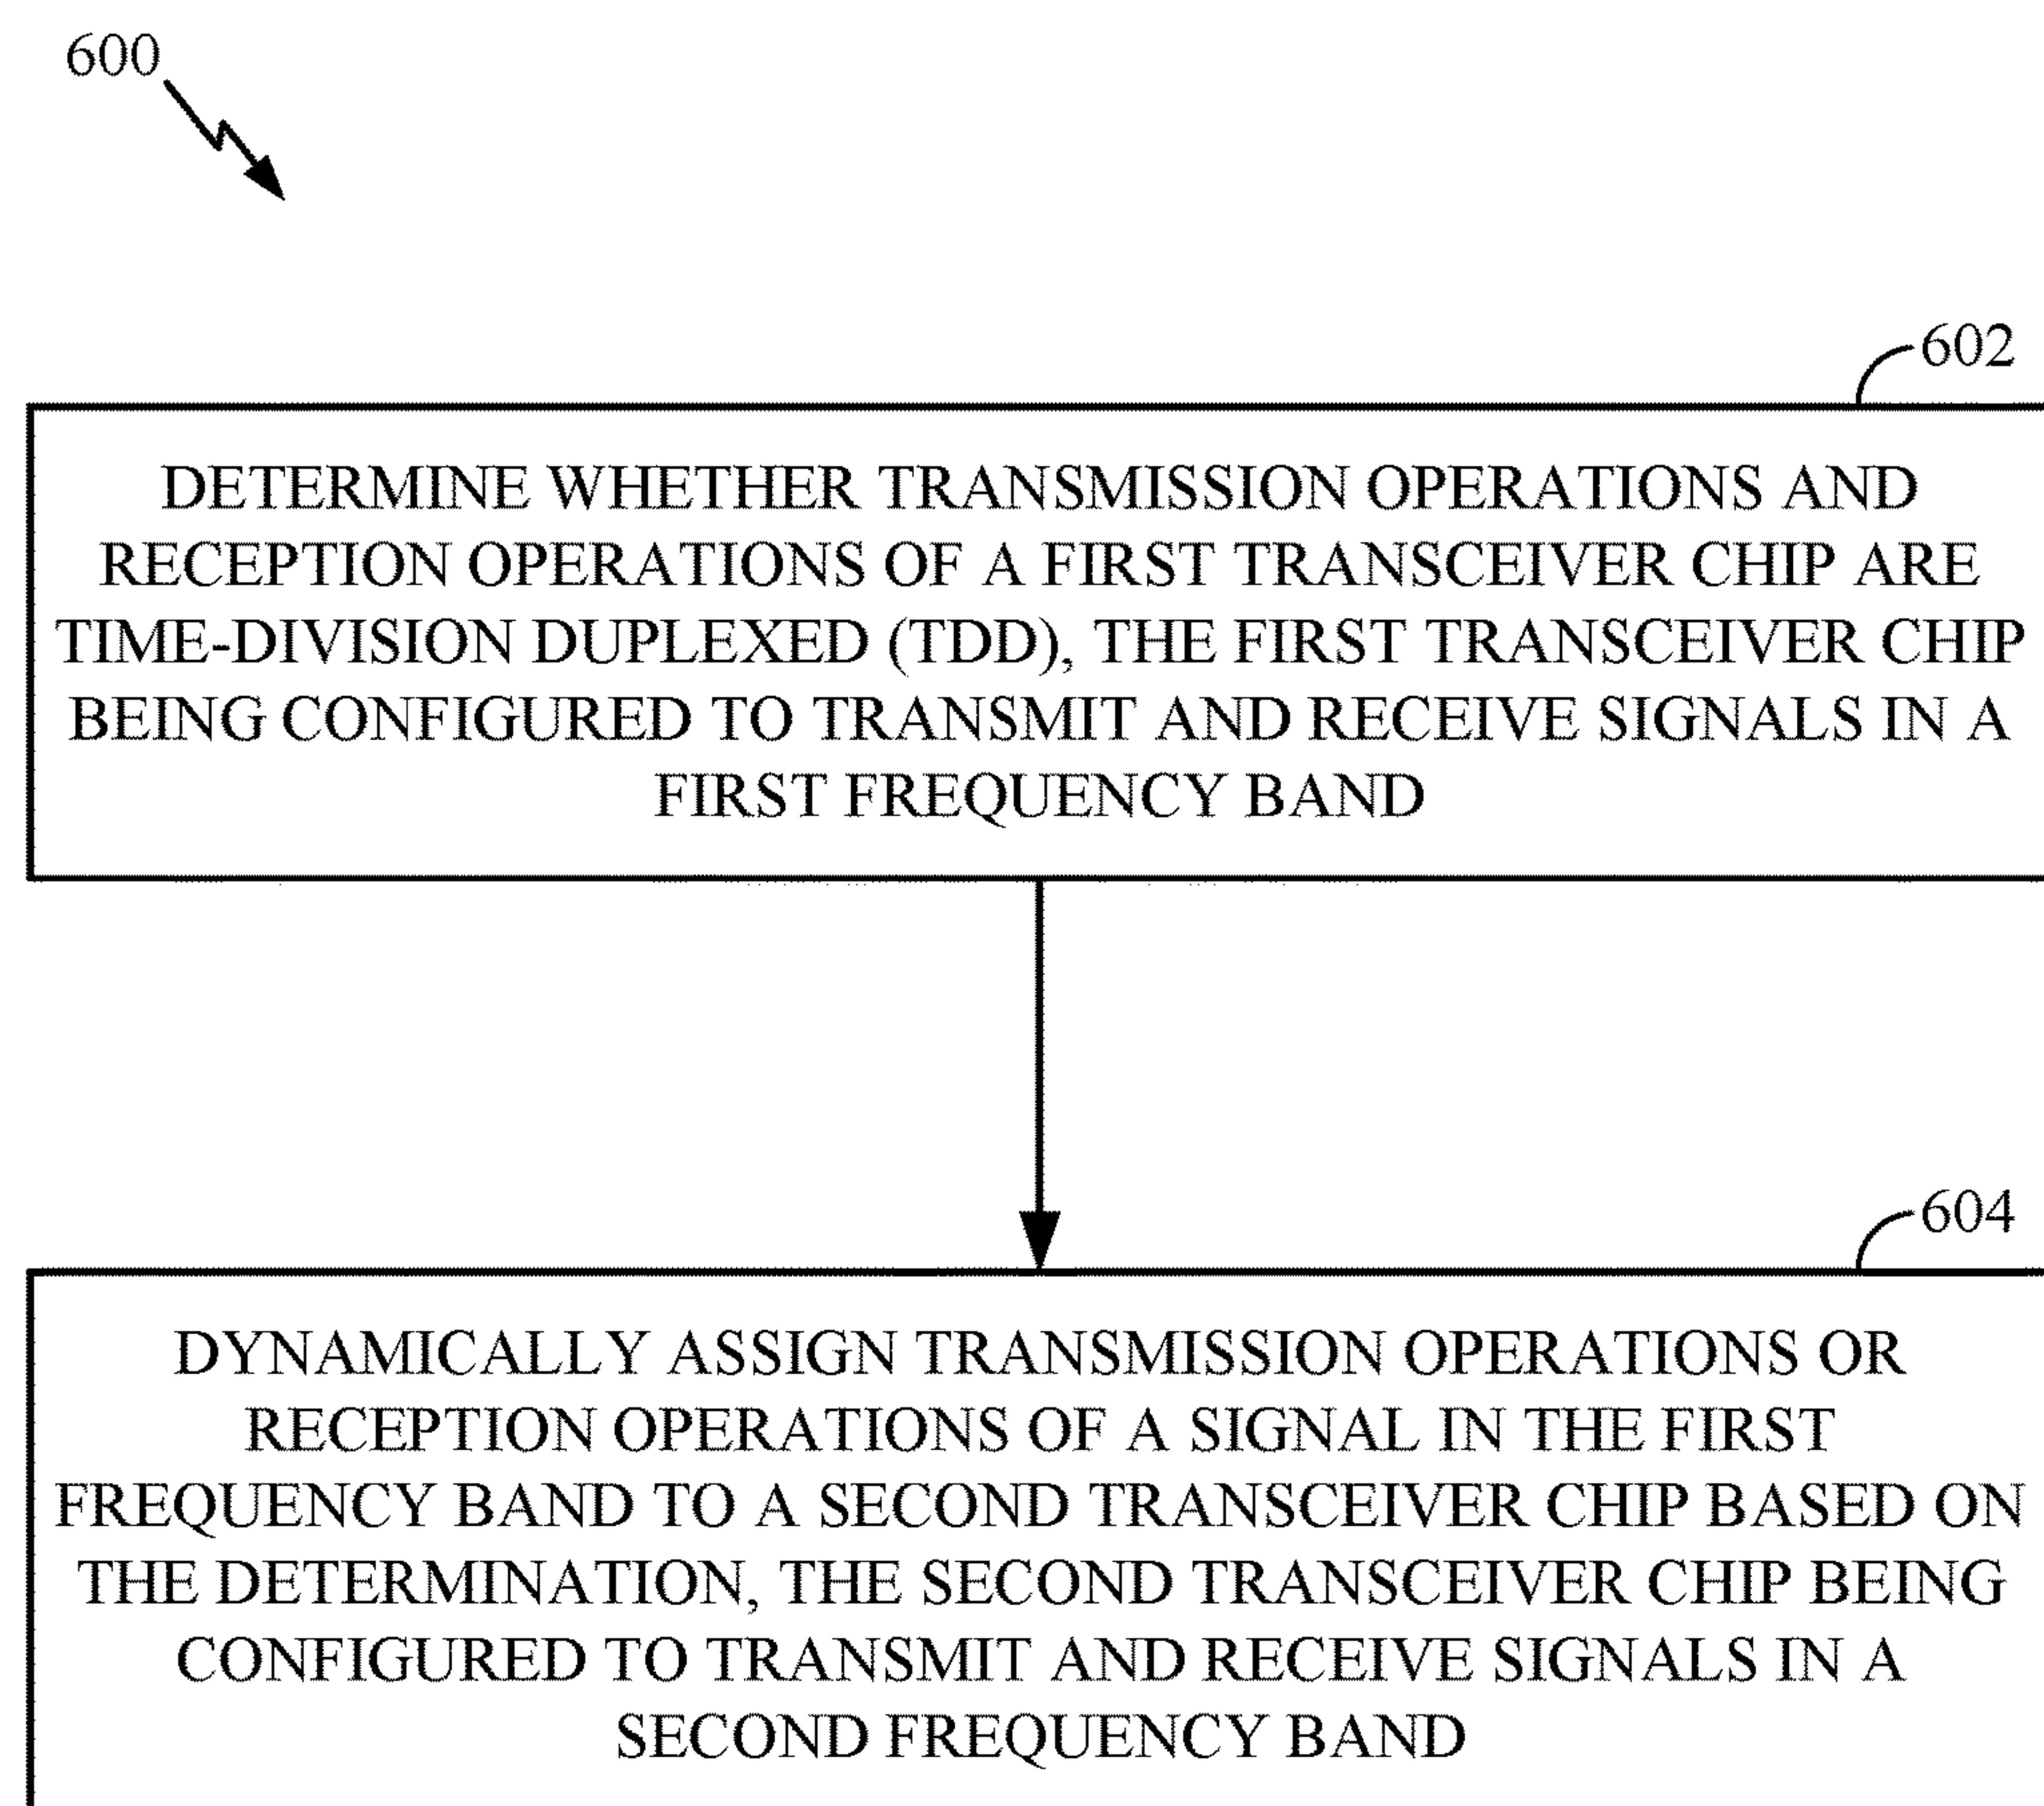 600
602
DETERMINE WHETHER TRANSMISSION OPERATIONS AND
RECEPTION OPERATIONS OF A FIRST TRANSCEIVER CHIP ARE
TIME-DIVISION DUPLEXED (TDD), THE FIRST TRANSCEIVER CHIP
BEING CONFIGURED TO TRANSMIT AND RECEIVE SIGNALS IN A
FIRST FREQUENCY BAND
604
DYNAMICALLY ASSIGN TRANSMISSION OPERATIONS OR
RECEPTION OPERATIONS OF A SIGNAL IN THE FIRST
FREQUENCY BAND TO A SECOND TRANSCEIVER CHIP BASED ON
THE DETERMINATION, THE SECOND TRANSCEIVER CHIP BEING
CONFIGURED TO TRANSMIT AND RECEIVE SIGNALS IN A
SECOND FREQUENCY BAND